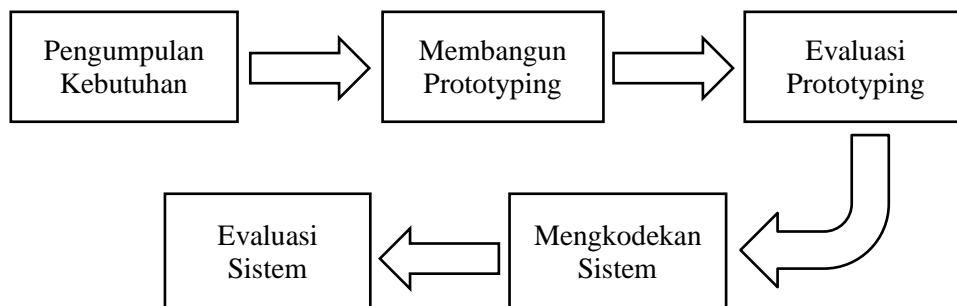 Pengumpulan
Kebutuhan
Membangun
Prototyping
Evaluasi
Prototyping
Mengkodekan
Sistem
Evaluasi
Sistem